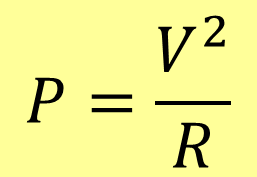 P = V²/R